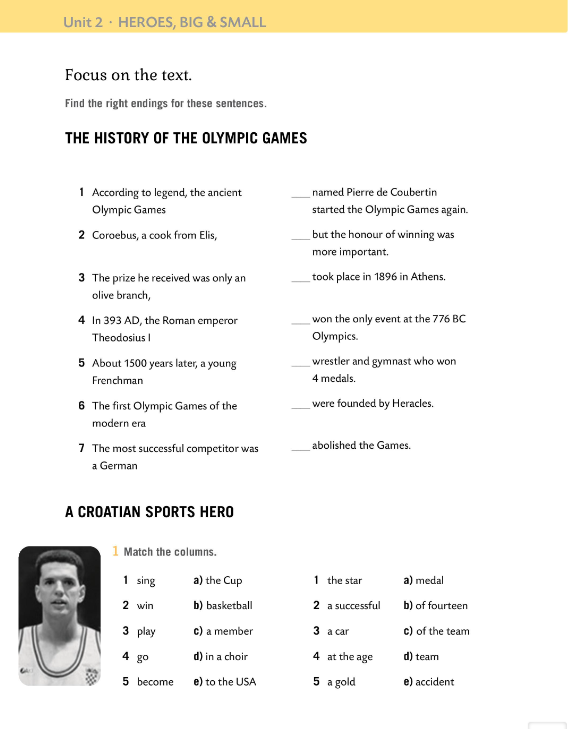 Unit 2 · HEROES, BIG & SMALL
Focus on the text.
Find the right endings for these sentences.
THE HISTORY OF THE OLYMPIC GAMES
1 According to legend, the ancient
Olympic Games
2 Coroebus, a cook from Elis,
3 The prize he received was only an
olive branch,
4 In 393 AD, the Roman emperor
Theodosius I
5 About 1500 years later, a young
Frenchman
6 The first Olympic Games of the
modern era
7 The most successful competitor was
a German
___ named Pierre de Coubertin
started the Olympic Games again.
___ but the honour of winning was
more important.
___ took place in 1896 in Athens.
___ won the only event at the 776 BC
Olympics.
___ wrestler and gymnast who won
4 medals.
___ were founded by Heracles.
___ abolished the Games.
A CROATIAN SPORTS HERO
1 Match the columns.
1 sing a) the Cup
2 win b) basketball
3 play c) a member
4 go d) in a choir
5 become e) to the USA
1 the star a) medal
2 a successful b) of fourteen
3 a car c) of the team
4 at the age d) team
5 a gold e) accident